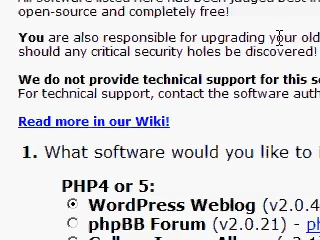 All software listed here has been judged best in
open-source and completely free!
You are also responsible for upgrading your old
should any critical security holes be discovered!
We do not provide technical support for this s
For technical support, contact the software auth
Read more in our Wiki!
1. What software would you like to i
PHP4 or 5:
WordPress Weblog (v2.0.4
phpBB Forum (v2.0.21) - ph